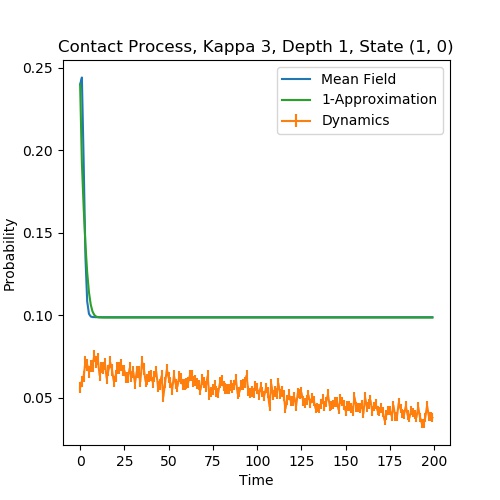 Contact Process, Kappa 3, Depth 1, State (1, 0)
Mean Field
1-Approximation
Dynamics
Probability
0.25
0.20
0.15
0.10
0.05
0 25 50 75 100 125 150 175 200
Time